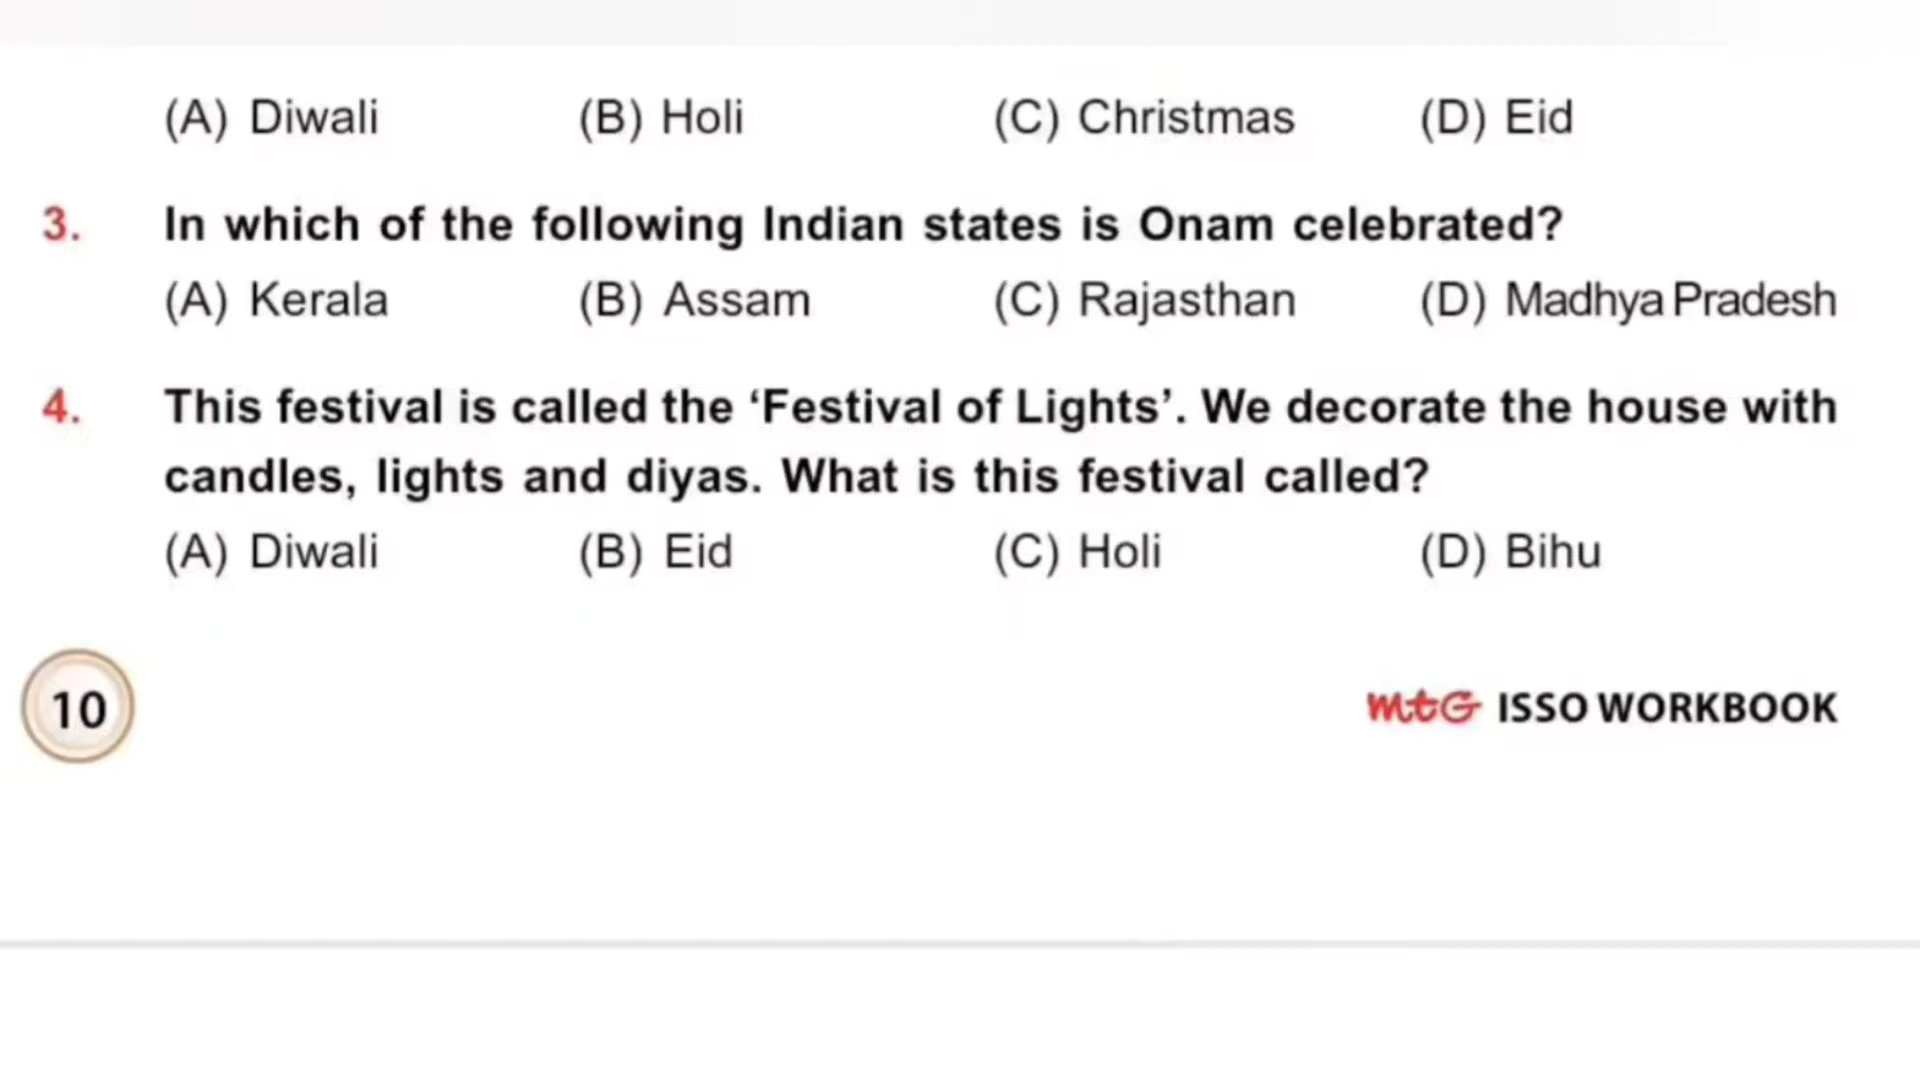 (A) Diwali (B) Holi (C) Christmas (D) Eid
3. In which of the following Indian states is Onam celebrated?
(A) Kerala (B) Assam (C) Rajasthan (D) Madhya Pradesh
4. This festival is called the ‘Festival of Lights’. We decorate the house with
candles, lights and diyas. What is this festival called?
(A) Diwali (B) Eid (C) Holi (D) Bihu
10 mtG ISSO WORKBOOK